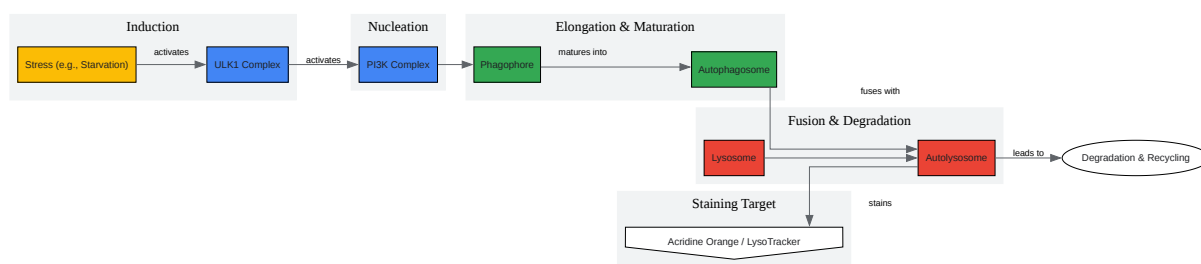 Induction
Stress (e.g., Starvation)
activates
ULK1 Complex
activates
Nucleation
PI3K Complex
Elongation & Maturation
Phagophore
matures into
Autophagosome
fuses with
Fusion & Degradation
Lysosome
Autolysosome
leads to
Degradation & Recycling
Staining Target
stains
Acridine Orange / LysoTracker